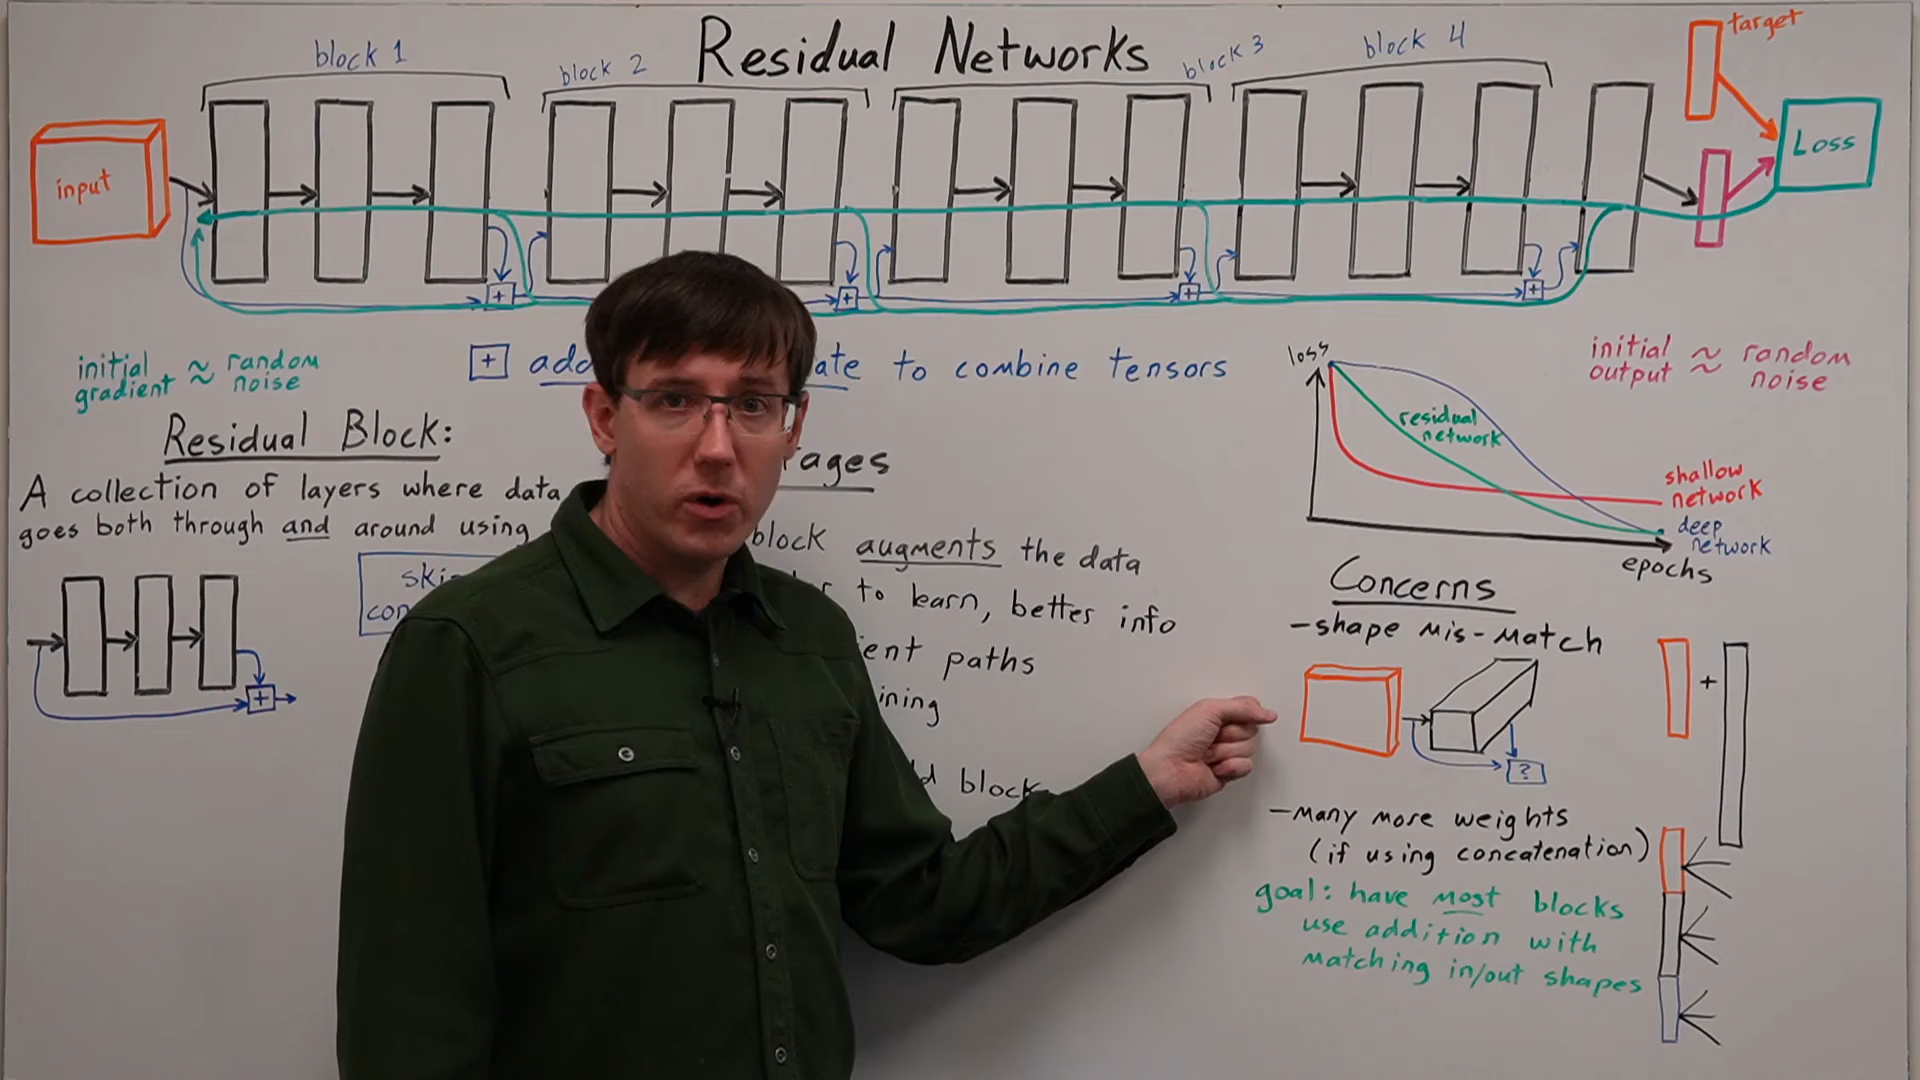 Residual Networks
block 1
block 2
block 3
block 4
target
input
Loss
+
+
+
+
initial gradient ≈ random noise
+ add ate to combine tensors
initial output ≈ random noise
loss
residual network
shallow network
deep network
epochs
Residual Block:
A collection of layers where data
goes both through and around using
+
block augments the data
to learn, better info
paths
block
Concerns
-shape mis-match
?
+
-many more weights
(if using concatenation)
goal: have most blocks
use addition with
matching in/out shapes